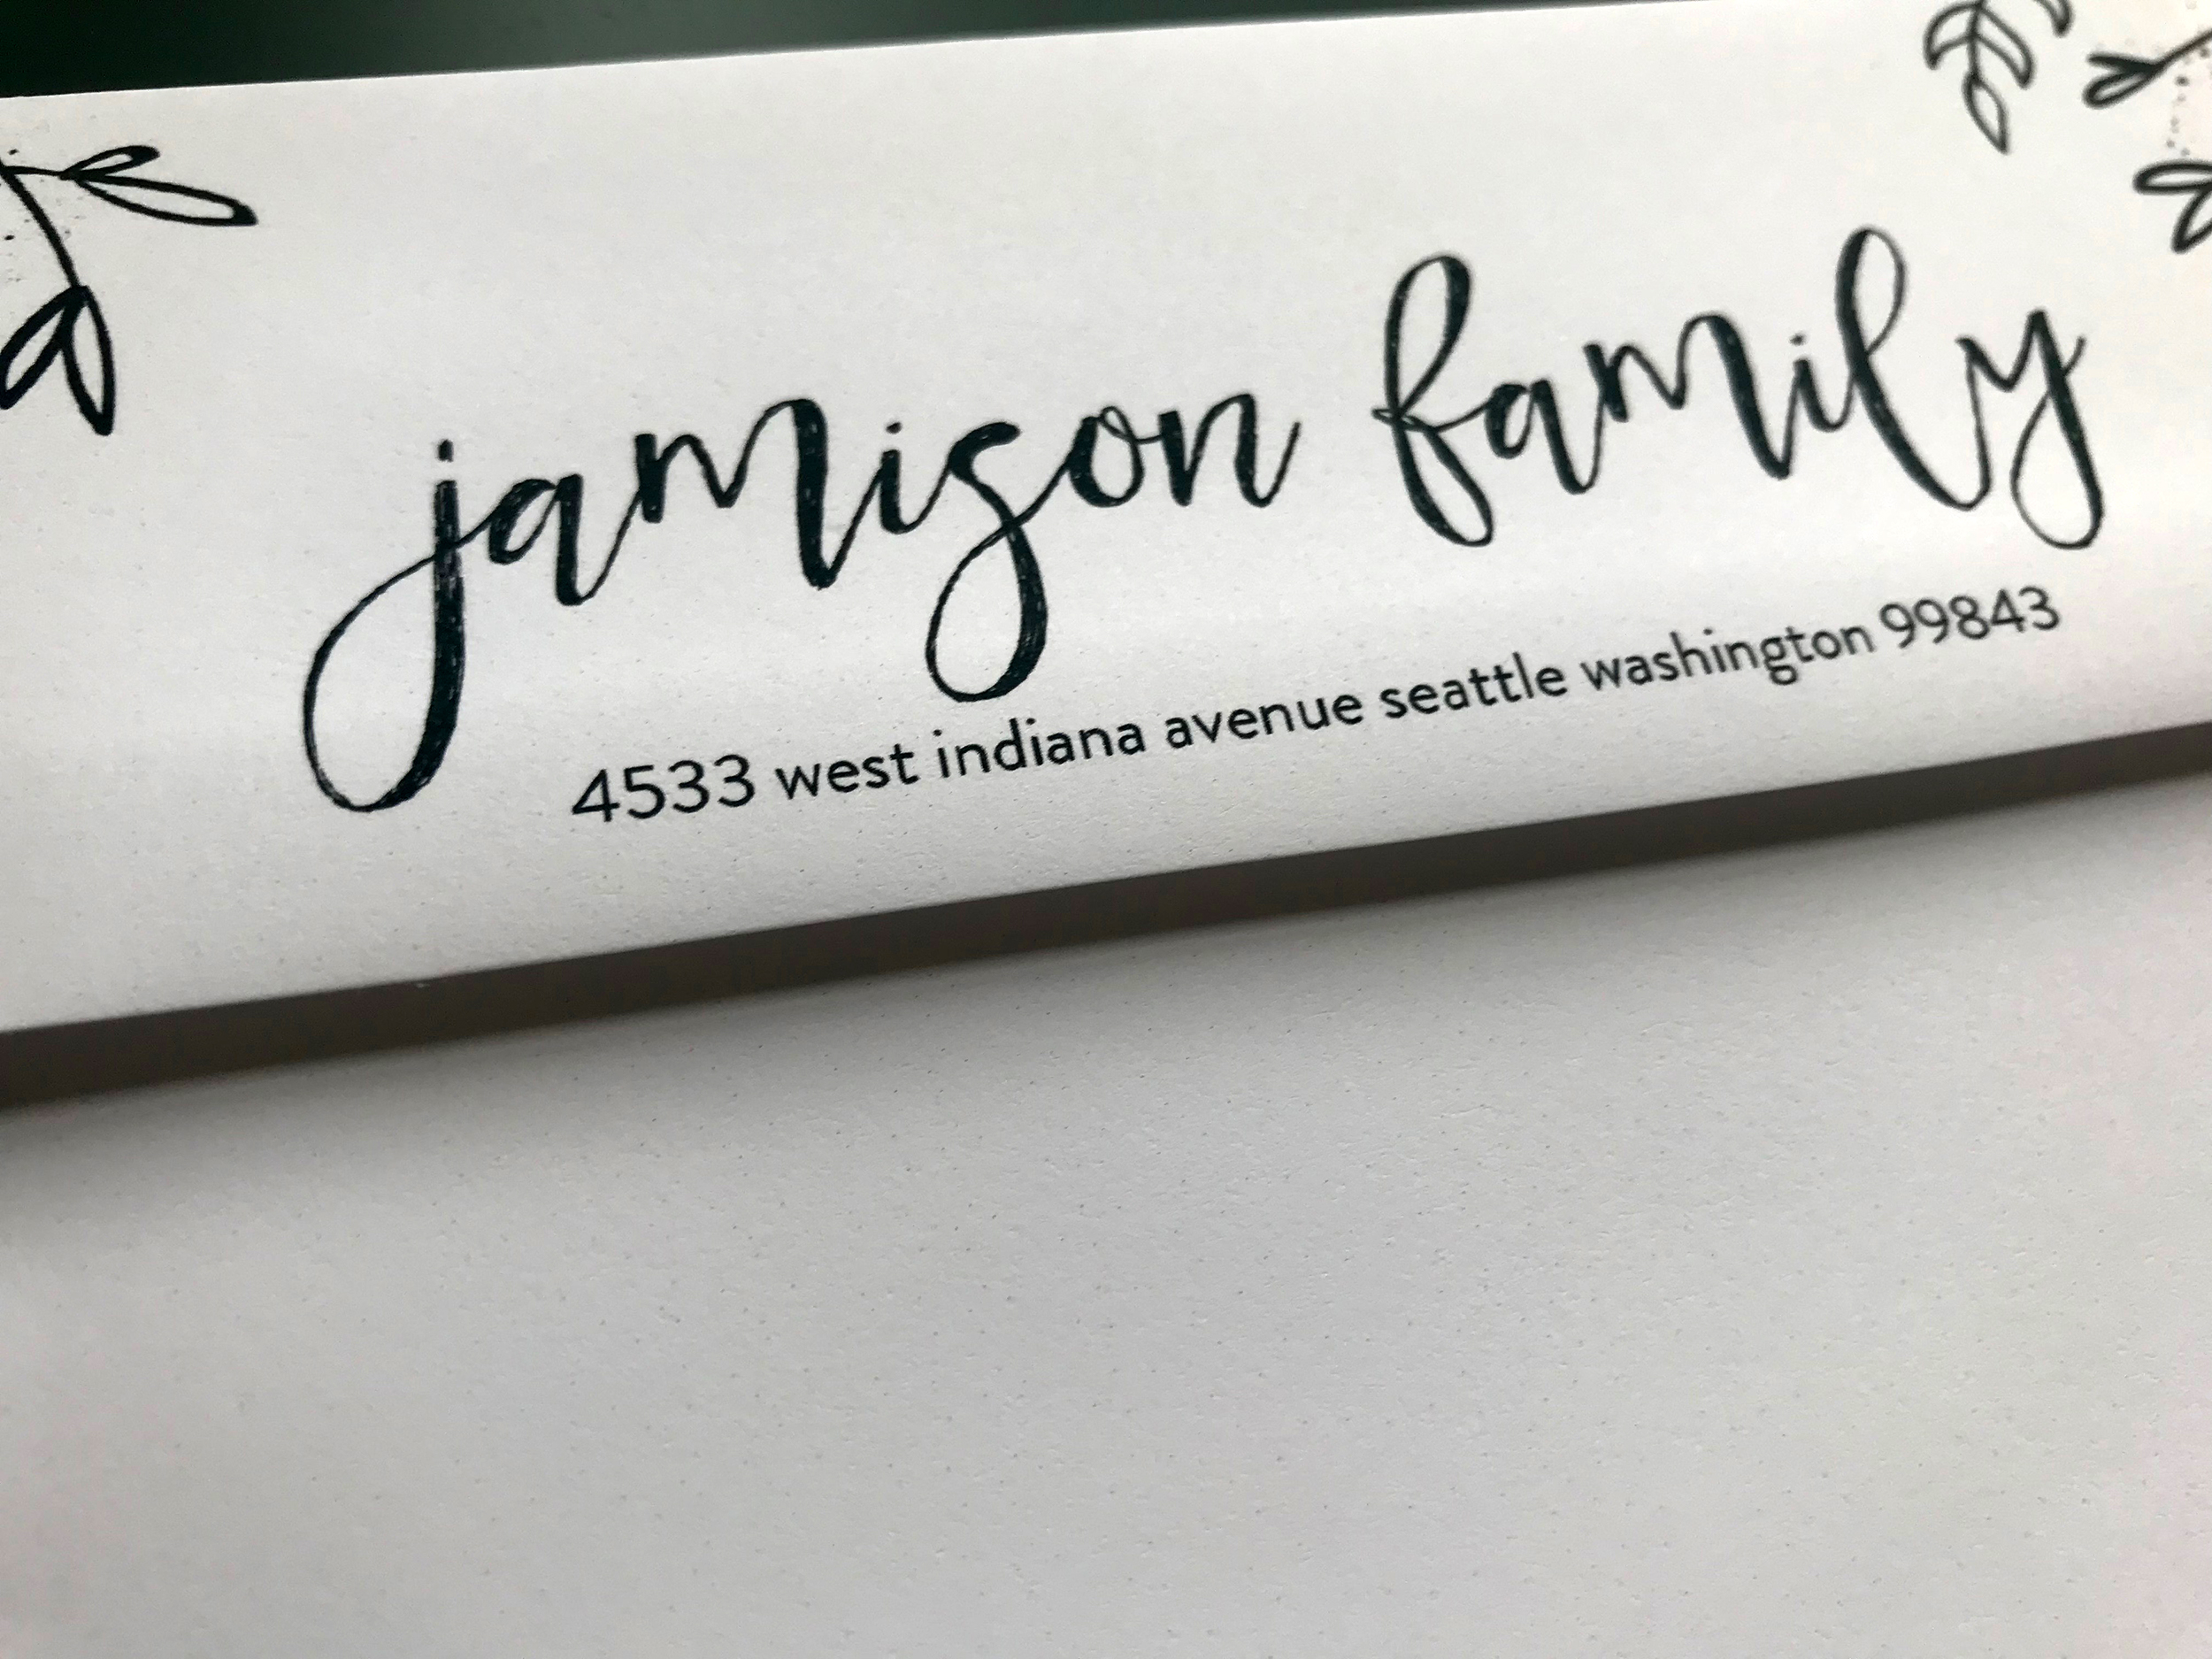 jamison family
4533 west indiana avenue seattle washington 99843